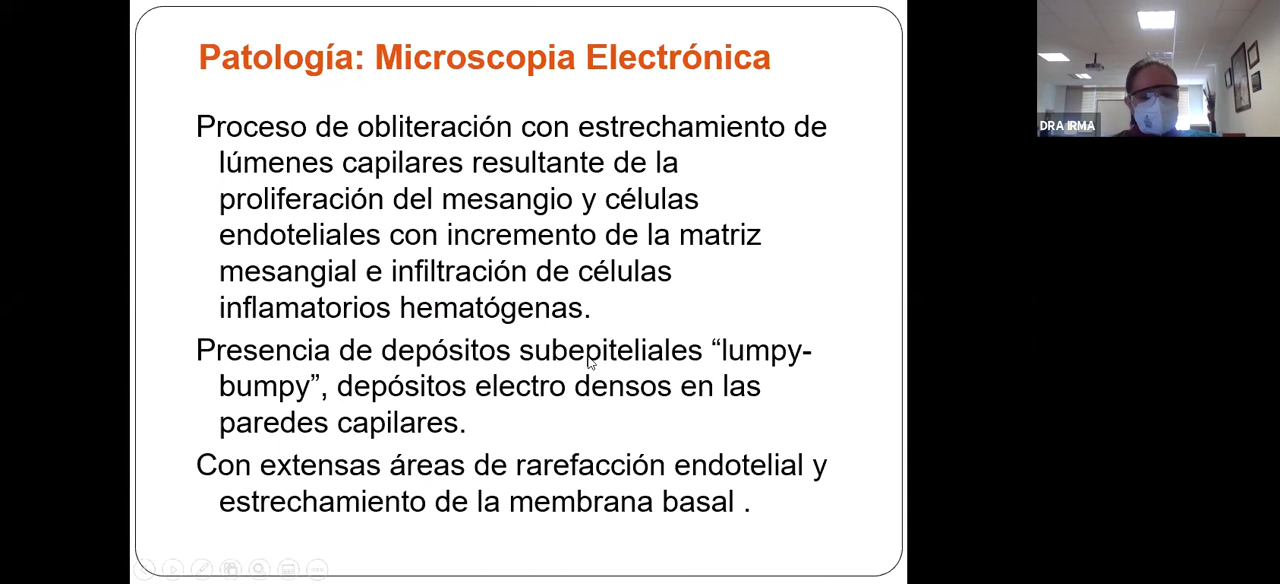 Patología: Microscopia Electrónica
Proceso de obliteración con estrechamiento de
lúmenes capilares resultante de la
proliferación del mesangio y células
endoteliales con incremento de la matriz
mesangial e infiltración de células
inflamatorios hematógenas.
Presencia de depósitos subepiteliales “lumpy-
bumpy”, depósitos electro densos en las
paredes capilares.
Con extensas áreas de rarefacción endotelial y
estrechamiento de la membrana basal .
DRA IRMA